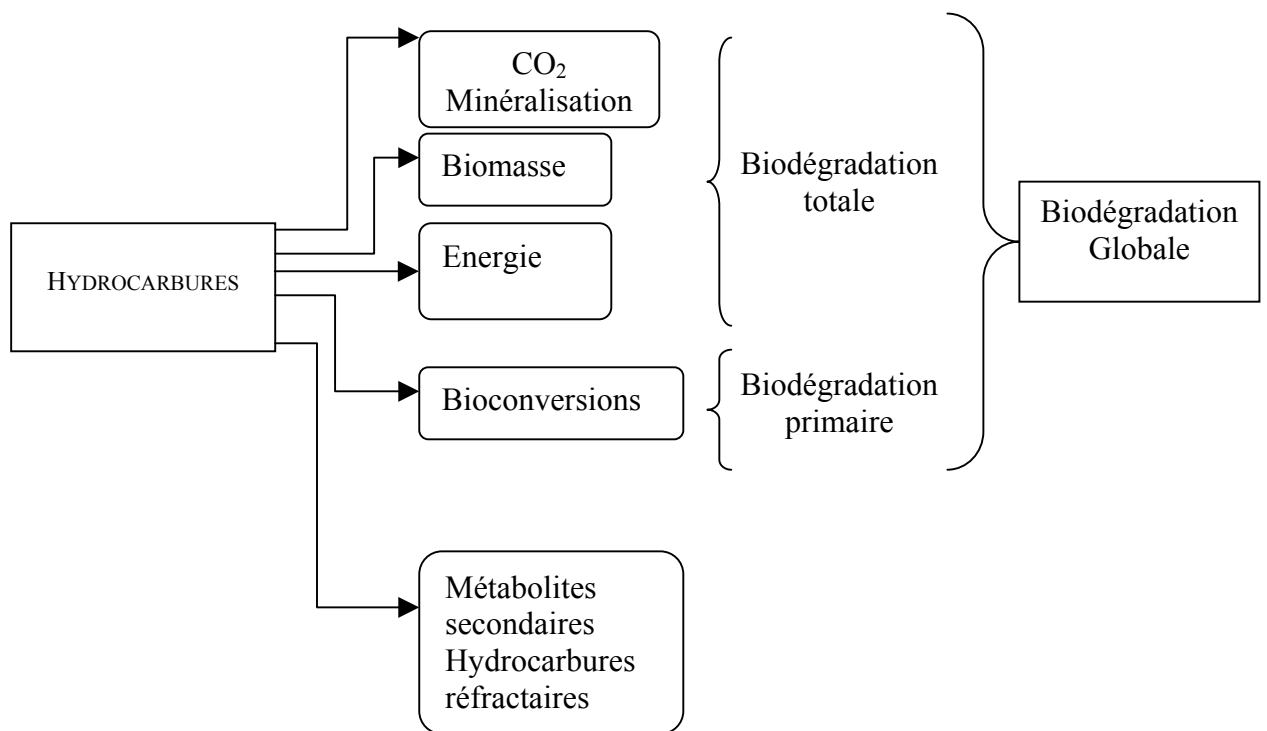 CO₂
Minéralisation
Biomasse
Energie
HYDROCARBURES
Bioconversions
Métabolites
secondaires
Hydrocarbures
réfractaires
Biodégradation
totale
Biodégradation
primaire
Biodégradation
Globale